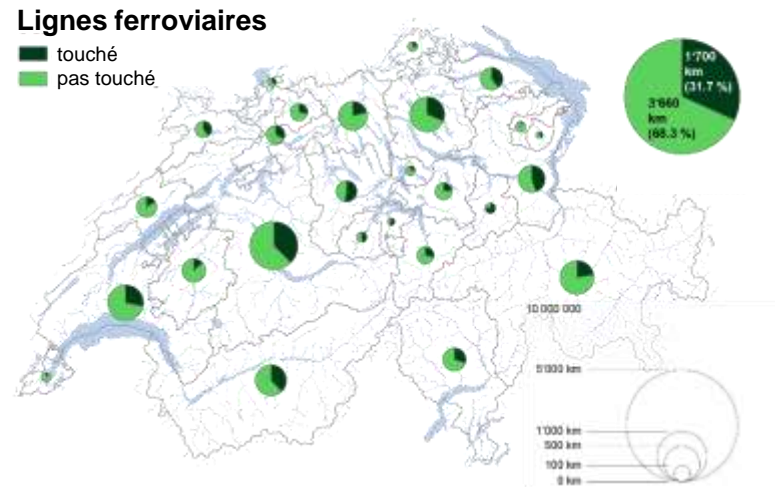 Lignes ferroviaires
touché
pas touché
1'700
km
(31.7 %)
3'660
km
(68.3 %)
10 000 000
5'000 km
1'000 km
500 km
100 km
0 km